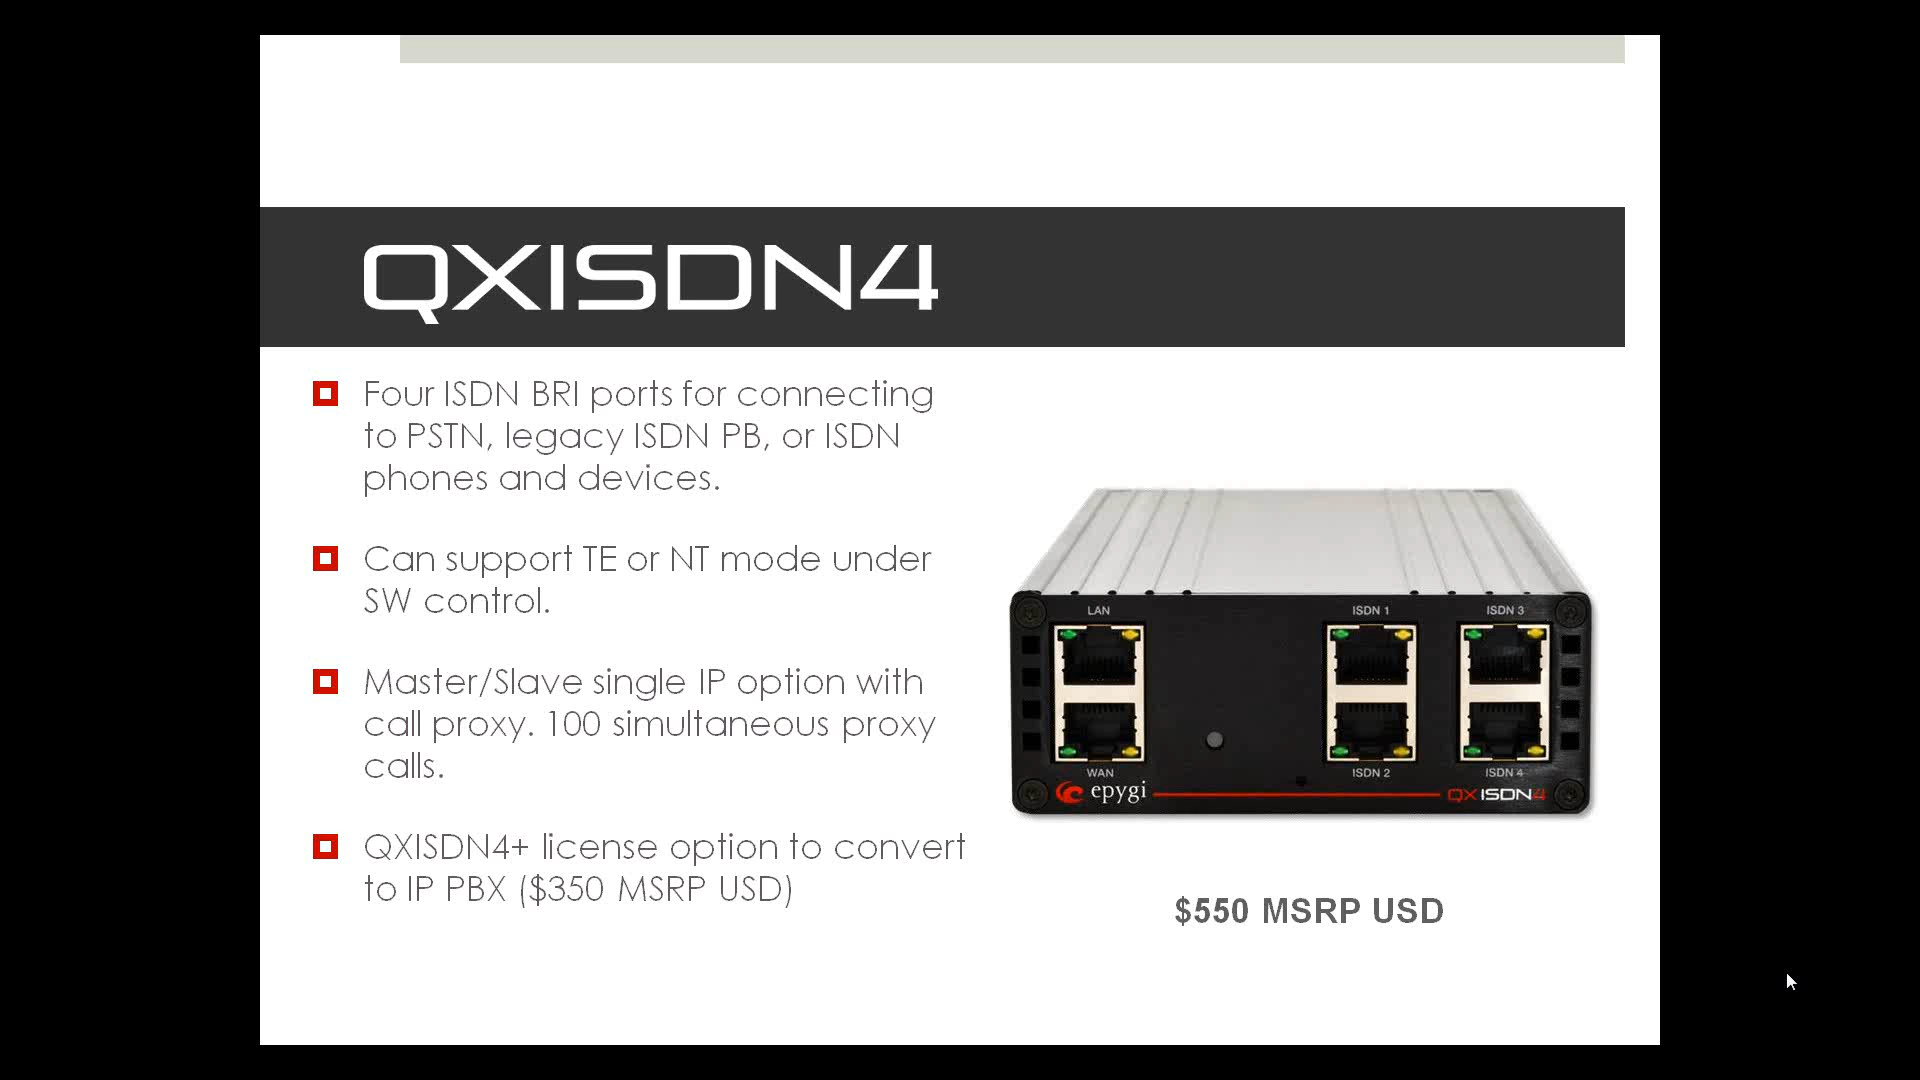 QXISDN4
Four ISDN BRI ports for connecting
to PSTN, legacy ISDN PB, or ISDN
phones and devices.
Can support TE or NT mode under
SW control.
Master/Slave single IP option with
call proxy. 100 simultaneous proxy
calls.
QXISDN4+ license option to convert
to IP PBX ($350 MSRP USD)
LAN
ISDN 1
ISDN 3
WAN
ISDN 2
ISDN 4
epygi
QXISDN4
$550 MSRP USD